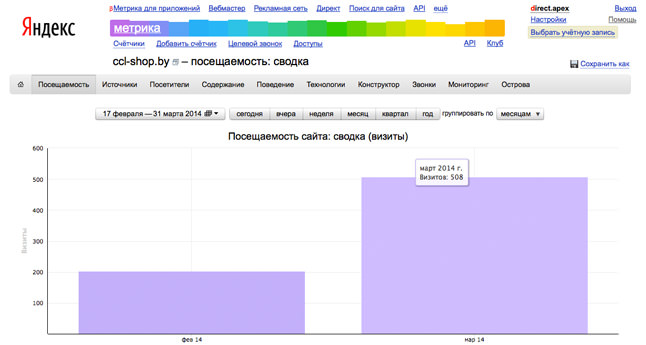 Яндекс
β Метрика для приложений Вебмастер Рекламная сеть Директ Поиск для сайта API ещё
direct.apex Выход
метрика
Настройки Помощь
Выбрать учётную запись
Счётчики Добавить счётчик Целевой звонок Доступы API Клуб
ccl-shop.by – посещаемость: сводка
Сохранить как
Посещаемость Источники Посетители Содержание Поведение Технологии Конструктор Звонки Мониторинг Острова
17 февраля — 31 марта 2014 сегодня вчера неделя месяц квартал год группировать по месяцам
Посещаемость сайта: сводка (визиты)
600
март 2014 г.
Визитов: 508
500
400
300
200
100
Визиты
фев 14 мар 14